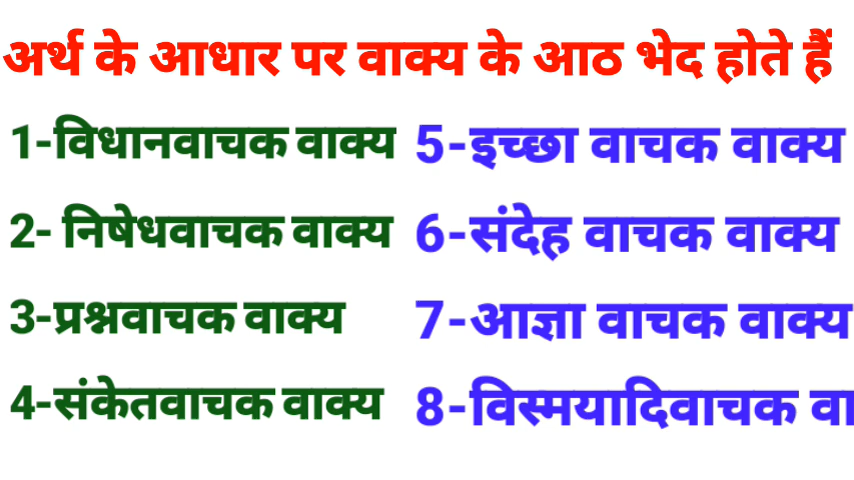 अर्थ के आधार पर वाक्य के आठ भेद होते हैं
1-विधानवाचक वाक्य
2- निषेधवाचक वाक्य
3-प्रश्नवाचक वाक्य
4-संकेतवाचक वाक्य
5-इच्छा वाचक वाक्य
6-संदेह वाचक वाक्य
7-आज्ञा वाचक वाक्य
8-विस्मयादिवाचक वा